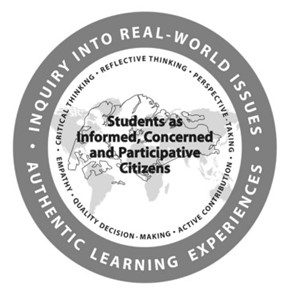 • INQUIRY INTO REAL-WORLD ISSUES •
AUTHENTIC LEARNING EXPERIENCES
• CRITICAL THINKING • REFLECTIVE THINKING • PERSPECTIVE-TAKING
• EMPATHY • QUALITY DECISION-MAKING • ACTIVE CONTRIBUTION •
Students as
Informed, Concerned
and Participative
Citizens